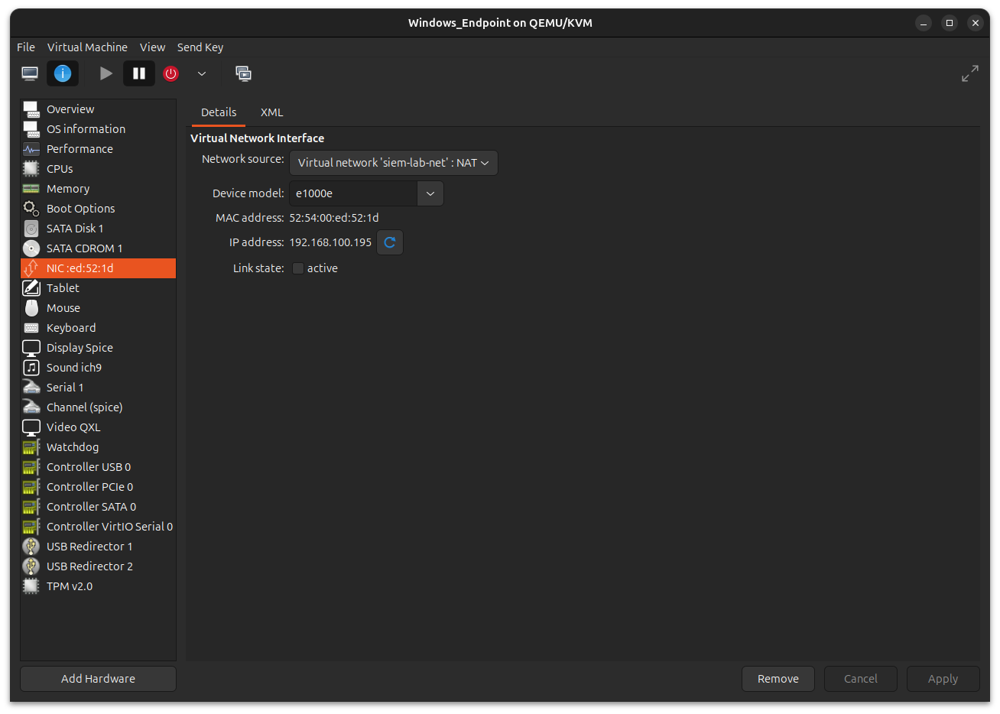 Windows_Endpoint on QEMU/KVM
File Virtual Machine View Send Key
Overview
OS information
Performance
CPUs
Memory
Boot Options
SATA Disk 1
SATA CDROM 1
NIC :ed:52:1d
Tablet
Mouse
Keyboard
Display Spice
Sound ich9
Serial 1
Channel (spice)
Video QXL
Watchdog
Controller USB 0
Controller PCIe 0
Controller SATA 0
Controller VirtIO Serial 0
USB Redirector 1
USB Redirector 2
TPM v2.0
Add Hardware
Details XML
Virtual Network Interface
Network source: Virtual network 'siem-lab-net' : NAT
Device model: e1000e
MAC address: 52:54:00:ed:52:1d
IP address: 192.168.100.195
Link state: active
Remove Cancel Apply